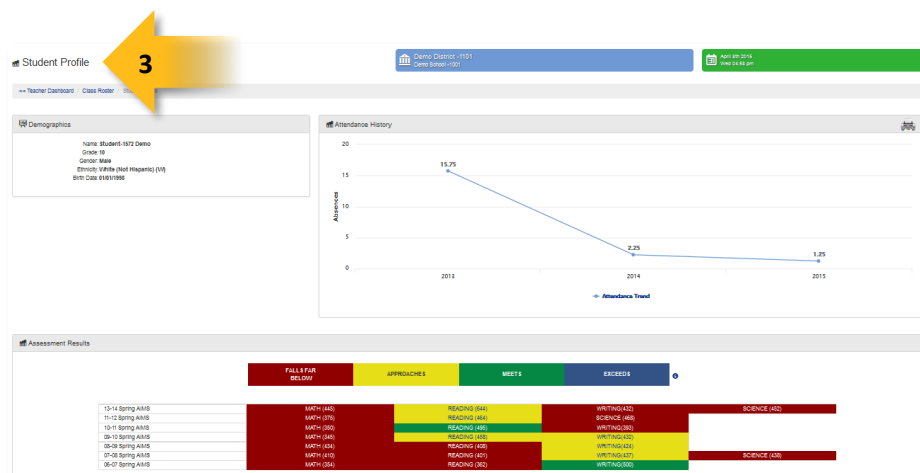 3
Student Profile
Demo District -1101
Demo School -1001
April 8th 2015
Wed 04:58 pm
Teacher Dashboard / Class Roster /
Demographics
Name: Student-1572 Demo
Grade: 10
Gender: Male
Ethnicity: White (Not Hispanic) (W)
Birth Date: 01/01/1998
Attendance History
20
15
10
5
0
Absences
15.75
2.25
1.25
2013 2014 2015
Attendance Trend
Assessment Results
FALLS FAR BELOW APPROACHES MEETS EXCEEDS
13-14 Spring AIMS MATH (445) READING (644) WRITING(432) SCIENCE (452)
11-12 Spring AIMS MATH (375) READING (464) SCIENCE (468)
10-11 Spring AIMS MATH (350) READING (495) WRITING(393)
09-10 Spring AIMS MATH (345) READING (458) WRITING(432)
08-09 Spring AIMS MATH (434) READING (408) WRITING(424)
07-08 Spring AIMS MATH (410) READING (401) WRITING(437) SCIENCE (438)
06-07 Spring AIMS MATH (384) READING (362) WRITING(500)